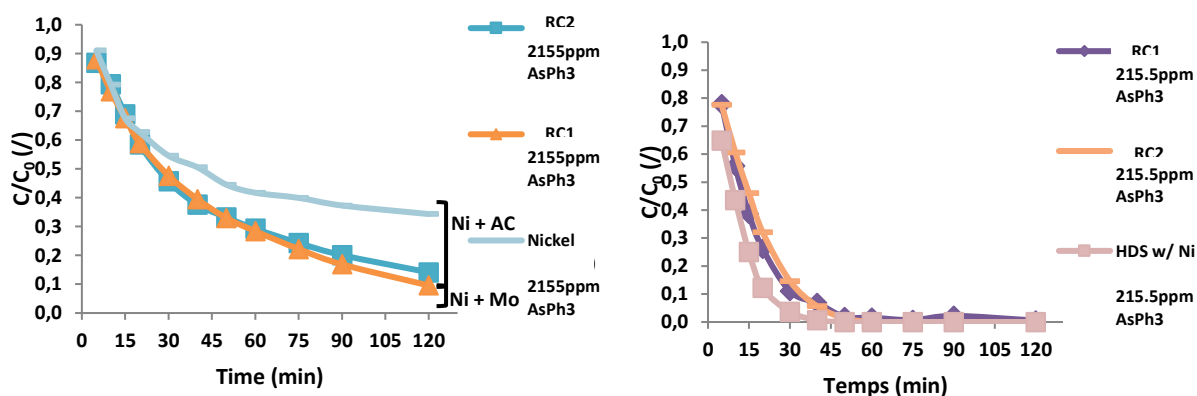 1,0
0,9
0,8
0,7
0,6
0,5
0,4
0,3
0,2
0,1
0,0
C/C0 (/)
0 15 30 45 60 75 90 105 120
Time (min)
RC2
2155ppm
AsPh3
RC1
2155ppm
AsPh3
Ni + AC
Nickel
2155ppm
Ni + Mo
AsPh3
1,0
0,9
0,8
0,7
0,6
0,5
0,4
0,3
0,2
0,1
0,0
C/C0 (/)
0 15 30 45 60 75 90 105 120
Temps (min)
RC1
215.5ppm
AsPh3
RC2
215.5ppm
AsPh3
HDS w/ Ni
215.5ppm
AsPh3